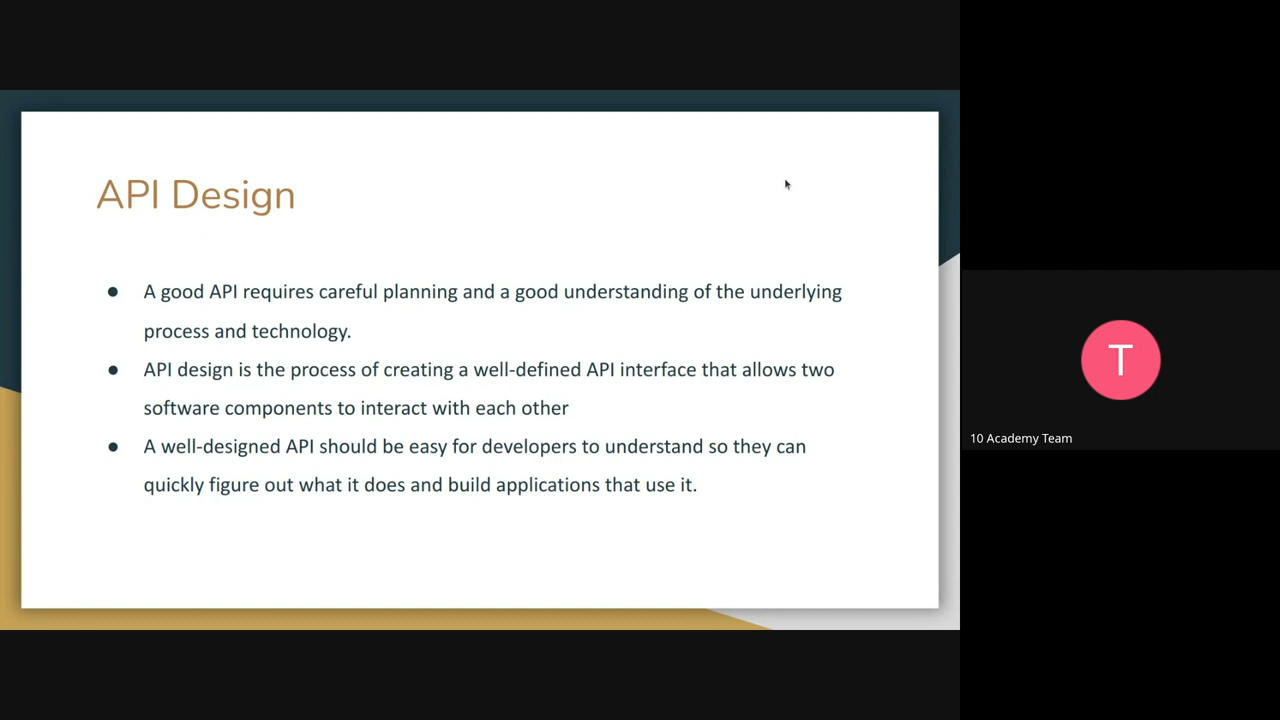 API Design
● A good API requires careful planning and a good understanding of the underlying
process and technology.
● API design is the process of creating a well-defined API interface that allows two
software components to interact with each other
● A well-designed API should be easy for developers to understand so they can
quickly figure out what it does and build applications that use it.
T
10 Academy Team